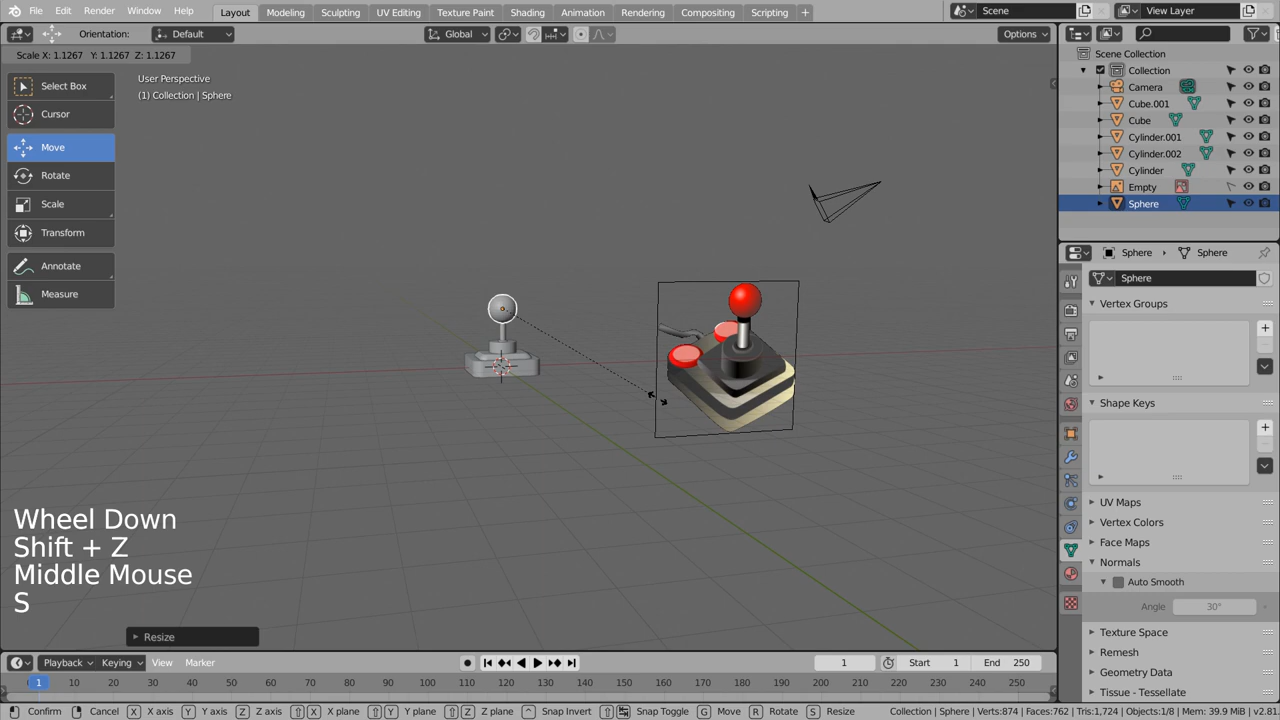 File Edit Render Window Help Layout Modeling Sculpting UV Editing Texture Paint Shading Animation Rendering Compositing Scripting + Scene View Layer
Orientation: Default Global Options
Scale X: 1.1267 Y: 1.1267 Z: 1.1267
User Perspective
(1) Collection | Sphere
Select Box
Cursor
Move
Rotate
Scale
Transform
Annotate
Measure
Wheel Down
Shift + Z
Middle Mouse
S
Resize
Scene Collection
Collection
Camera
Cube.001
Cube
Cylinder.001
Cylinder.002
Cylinder
Empty
Sphere
Sphere Sphere
Sphere
Vertex Groups
Shape Keys
UV Maps
Vertex Colors
Face Maps
Normals
Auto Smooth
Angle 30°
Texture Space
Remesh
Geometry Data
Tissue - Tessellate
Playback Keying View Marker 1 Start 1 End 250
1 10 20 30 40 50 60 70 80 90 100 110 120 130 140 150 160 170 180 190 200 210 220 230 240 250
Confirm Cancel X X axis Y Y axis Z Z axis X X plane Y Y plane Z Z plane Snap Invert Snap Toggle G Move R Rotate S Resize Collection | Sphere | Verts:874 | Faces:762 | Tris:1,724 | Objects:1/8 | Mem: 39.9 MiB | v2.81